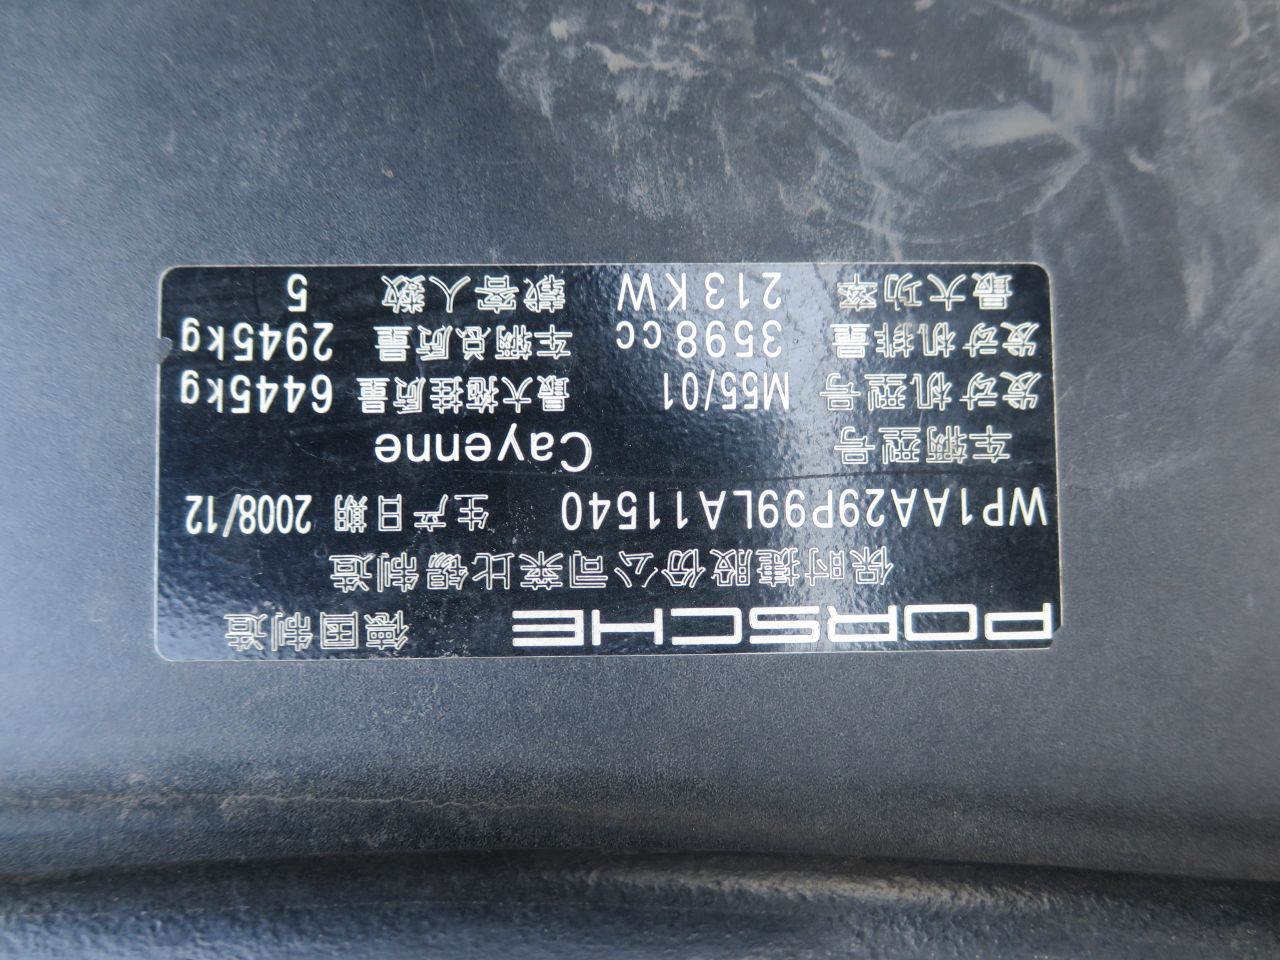 PORSCHE 德国制造
保时捷股份公司莱比锡制造
WP1AA29P99LA11540 生产日期 2008/12
车辆型号 Cayenne
发动机型号 M55/01 最大拖挂质量 6445kg
发动机排量 3598cc 车辆总质量 2945kg
最大功率 213KW 载客人数 5